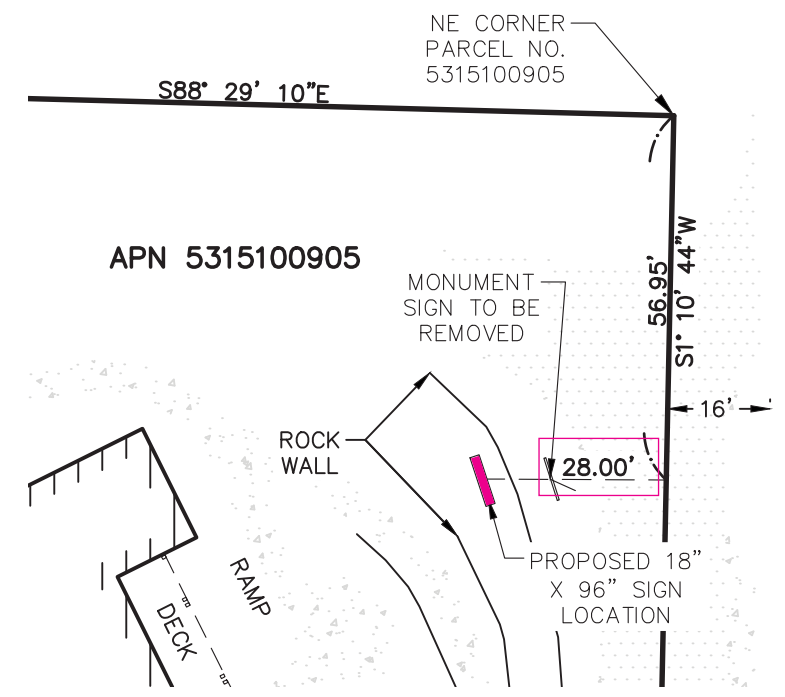 NE CORNER
PARCEL NO.
5315100905
S88° 29' 10"E
APN 5315100905
56.95'
S1° 10' 44"W
MONUMENT
SIGN TO BE
REMOVED
16'
ROCK
WALL
28.00'
PROPOSED 18"
X 96" SIGN
LOCATION
RAMP
DECK